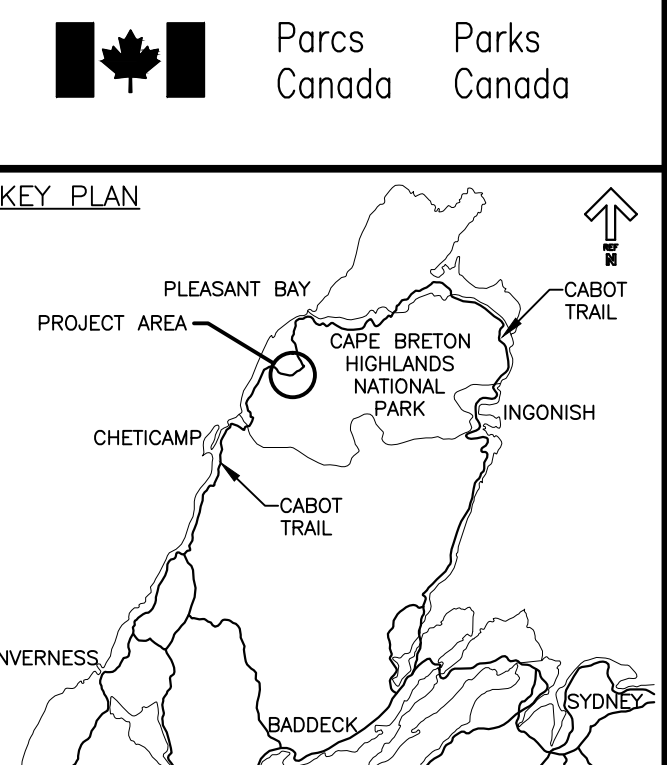 Parcs
Canada
Parks
Canada
KEY PLAN
REF
N
PLEASANT BAY
CABOT
TRAIL
PROJECT AREA
CAPE BRETON
HIGHLANDS
NATIONAL
PARK
INGONISH
CHETICAMP
CABOT
TRAIL
NVERNESS
SYDNEY
BADDECK